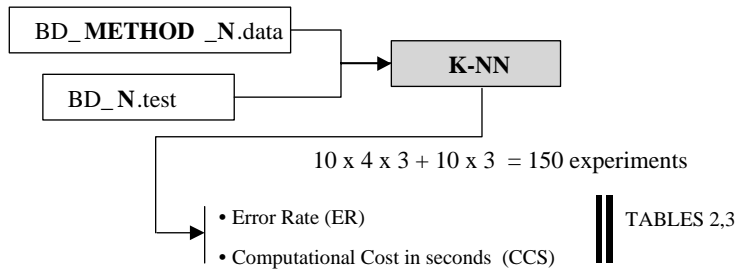 BD_ METHOD _N.data
BD_ N.test
K-NN
10 x 4 x 3 + 10 x 3 = 150 experiments
• Error Rate (ER)
• Computational Cost in seconds (CCS)
TABLES 2,3